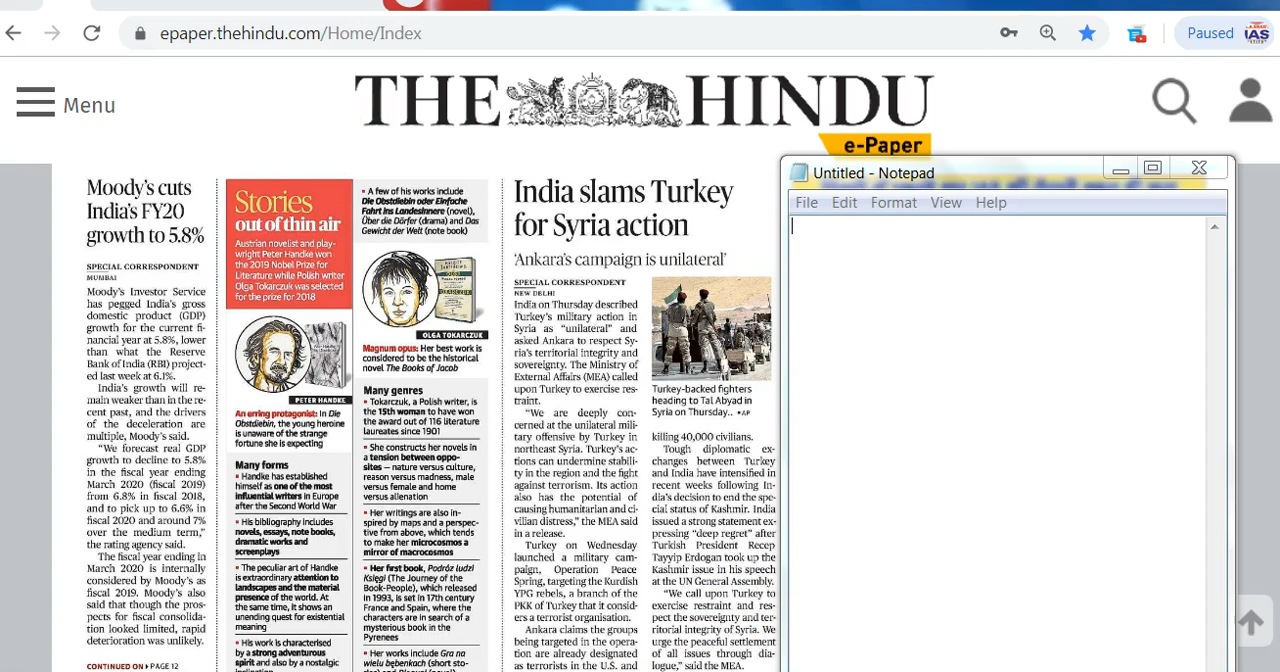 epaper.thehindu.com/Home/Index
Paused
IAS
Menu
THE HINDU
e-Paper
Moody's cuts
India's FY20
growth to 5.8%
SPECIAL CORRESPONDENT
MUMBAI
Moody's Investor Service
has pegged India's gross
domestic product (GDP)
growth for the current fi-
nancial year at 5.8%, lower
than what the Reserve
Bank of India (RBI) project-
ed last week at 6.1%.
India's growth will re-
main weaker than in the re-
cent past, and the drivers
of the deceleration are
multiple, Moody's said.
"We forecast real GDP
growth to decline to 5.8%
in the fiscal year ending
March 2020 (fiscal 2019)
from 6.8% in fiscal 2018,
and to pick up to 6.6% in
fiscal 2020 and around 7%
over the medium term,"
the rating agency said.
The fiscal year ending in
March 2020 is internally
considered by Moody's as
fiscal 2019. Moody's also
said that though the pros-
pects for fiscal consolida-
tion looked limited, rapid
deterioration was unlikely.
CONTINUED ON ▸ PAGE 12
Stories
out of thin air
Austrian novelist and play-
wright Peter Handke won
the 2019 Nobel Prize for
Literature while Polish writer
Olga Tokarczuk was selected
for the prize for 2018
PETER HANDKE
An erring protagonist: In Die
Obstdiebin, the young heroine
is unaware of the strange
fortune she is expecting
Many forms
• Handke has established
himself as one of the most
influential writers in Europe
after the Second World War
• His bibliography includes
novels, essays, note books,
dramatic works and
screenplays
• The peculiar art of Handke
is extraordinary attention to
landscapes and the material
presence of the world. At
the same time, it shows an
unending quest for existential
meaning
• His work is characterised
by a strong adventurous
spirit and also by a nostalgic
• A few of his works include
Die Obstdiebin oder Einfache
Fahrt ins Landesinnere (novel),
Über die Dörfer (drama) and Das
Gewicht der Welt (note book)
OLGA TOKARCZUK
Magnum opus: Her best work is
considered to be the historical
novel The Books of Jacob
Many genres
• Tokarczuk, a Polish writer, is
the 15th woman to have won
the award out of 116 literature
laureates since 1901
• She constructs her novels in
a tension between oppo-
sites – nature versus culture,
reason versus madness, male
versus female and home
versus alienation
• Her writings are also in-
spired by maps and a perspec-
tive from above, which tends
to make her microcosmos a
mirror of macrocosmos
• Her first book, Podróz ludzi
Księgi (The Journey of the
Book-People), which released
in 1993, is set in 17th century
France and Spain, where the
characters are in search of a
mysterious book in the
Pyrenees
• Her works include Gra na
wielu bębenkach (short sto-
India slams Turkey
for Syria action
'Ankara's campaign is unilateral'
SPECIAL CORRESPONDENT
NEW DELHI
India on Thursday described
Turkey's military action in
Syria as "unilateral" and
asked Ankara to respect Sy-
ria's territorial integrity and
sovereignty. The Ministry of
External Affairs (MEA) called
upon Turkey to exercise res-
traint.
"We are deeply con-
cerned at the unilateral mili-
tary offensive by Turkey in
northeast Syria. Turkey's ac-
tions can undermine stabili-
ty in the region and the fight
against terrorism. Its action
also has the potential of
causing humanitarian and ci-
vilian distress," the MEA said
in a release.
Turkey on Wednesday
launched a military cam-
paign, Operation Peace
Spring, targeting the Kurdish
YPG rebels, a branch of the
PKK of Turkey that it consid-
ers a terrorist organisation.
Ankara claims the groups
being targeted in the opera-
tion are already designated
as terrorists in the U.S. and
Turkey-backed fighters
heading to Tal Abyad in
Syria on Thursday.. ▪AP
killing 40,000 civilians.
Tough diplomatic ex-
changes between Turkey
and India have intensified in
recent weeks following In-
dia's decision to end the spe-
cial status of Kashmir. India
issued a strong statement ex-
pressing "deep regret" after
Turkish President Recep
Tayyip Erdogan took up the
Kashmir issue in his speech
at the UN General Assembly.
"We call upon Turkey to
exercise restraint and res-
pect the sovereignty and ter-
ritorial integrity of Syria. We
urge the peaceful settlement
of all issues through dia-
logue," said the MEA.
Untitled - Notepad
File Edit Format View Help